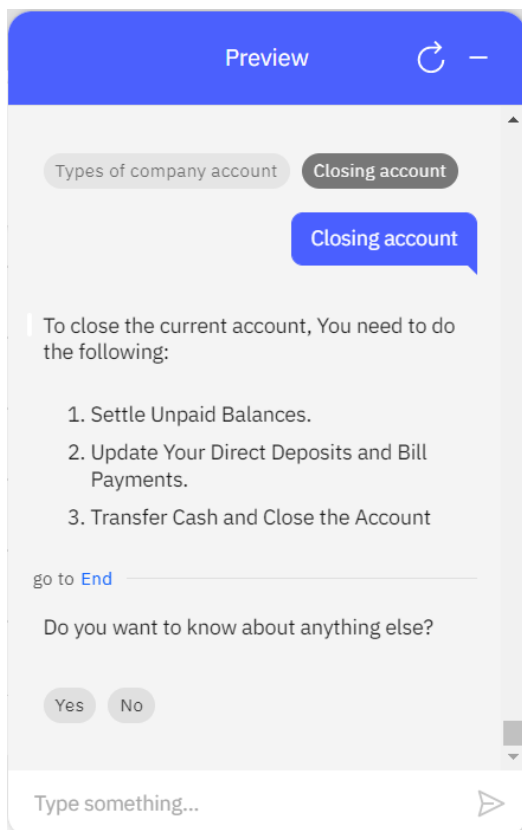 Preview
Types of company account
Closing account
Closing account
To close the current account, You need to do
the following:
1. Settle Unpaid Balances.
2. Update Your Direct Deposits and Bill
Payments.
3. Transfer Cash and Close the Account
go to End
Do you want to know about anything else?
Yes
No
Type something...